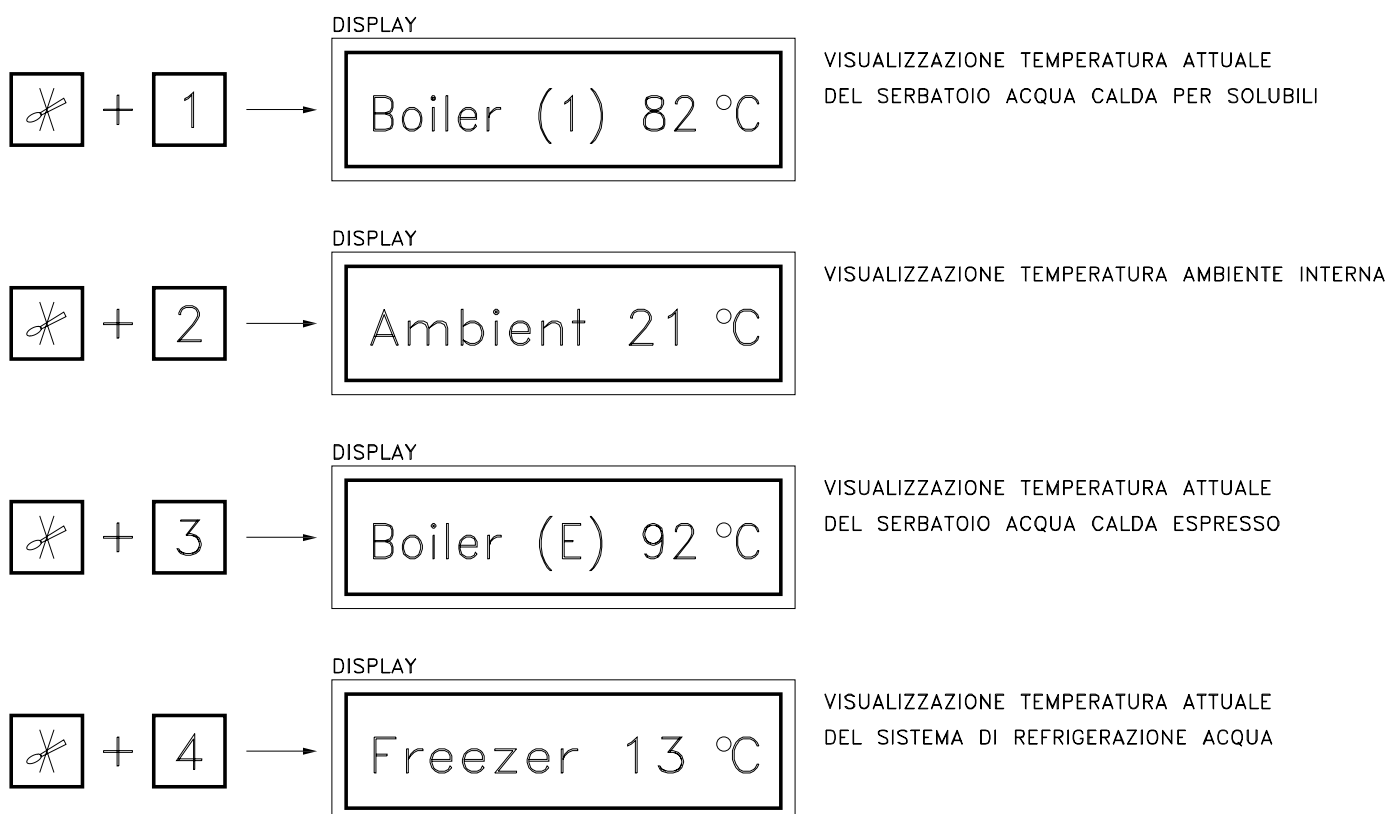 DISPLAY
+ 1 Boiler (1) 82 °C
VISUALIZZAZIONE TEMPERATURA ATTUALE
DEL SERBATOIO ACQUA CALDA PER SOLUBILI
DISPLAY
+ 2 Ambient 21 °C
VISUALIZZAZIONE TEMPERATURA AMBIENTE INTERNA
DISPLAY
+ 3 Boiler (E) 92 °C
VISUALIZZAZIONE TEMPERATURA ATTUALE
DEL SERBATOIO ACQUA CALDA ESPRESSO
DISPLAY
+ 4 Freezer 13 °C
VISUALIZZAZIONE TEMPERATURA ATTUALE
DEL SISTEMA DI REFRIGERAZIONE ACQUA